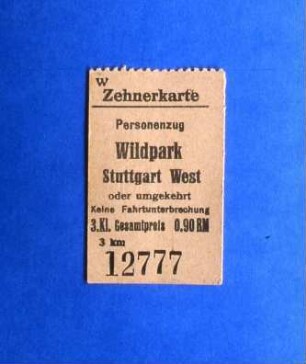 W
Zehnerkarte
Personenzug
Wildpark
Stuttgart West
oder umgekehrt
Keine Fahrtunterbrechung
3.Kl. Gesamtpreis 0.90 RM
3 km
12777